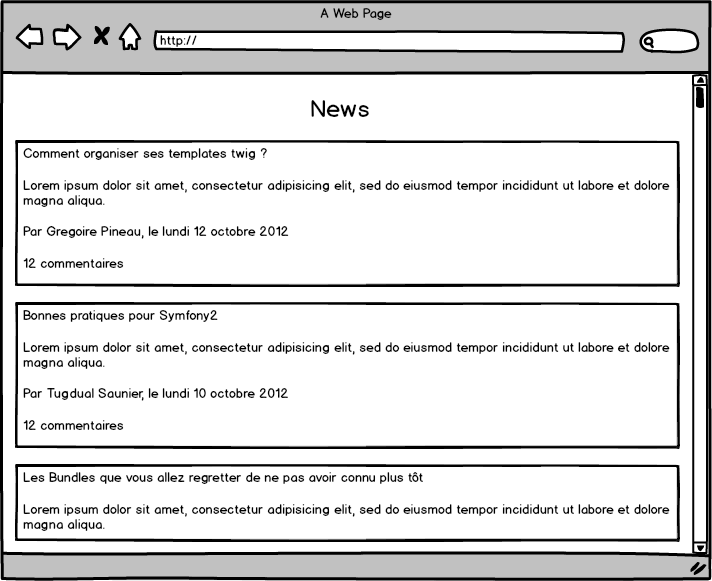 A Web Page
http://
News
Comment organiser ses templates twig ?
Lorem ipsum dolor sit amet, consectetur adipisicing elit, sed do eiusmod tempor incididunt ut labore et dolore
magna aliqua.
Par Gregoire Pineau, le lundi 12 octobre 2012
12 commentaires
Bonnes pratiques pour Symfony2
Lorem ipsum dolor sit amet, consectetur adipisicing elit, sed do eiusmod tempor incididunt ut labore et dolore
magna aliqua.
Par Tugdual Saunier, le lundi 10 octobre 2012
12 commentaires
Les Bundles que vous allez regretter de ne pas avoir connu plus tôt
Lorem ipsum dolor sit amet, consectetur adipisicing elit, sed do eiusmod tempor incididunt ut labore et dolore
magna aliqua.